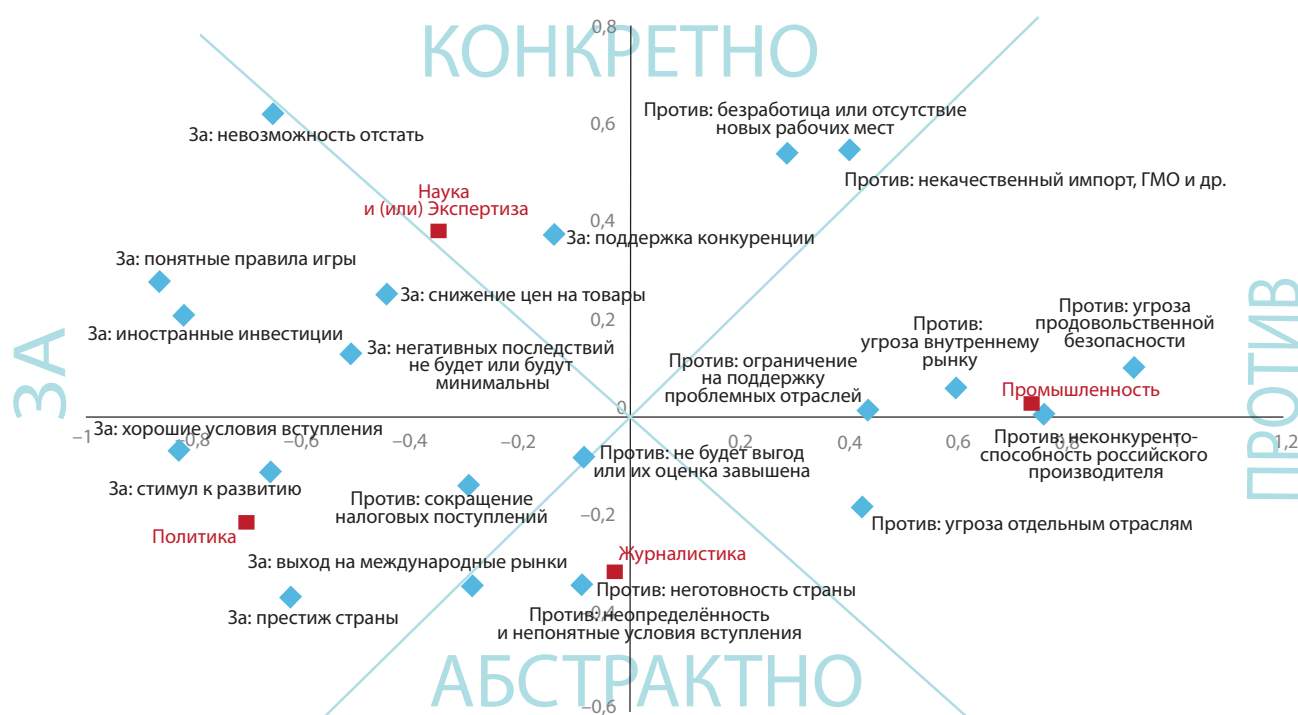 0,8
КОНКРЕТНО
Против: безработица или отсутствие
новых рабочих мест
0,6
За: невозможность отстать
Против: некачественный импорт, ГМО и др.
Наука
и (или) Экспертиза
0,4
За: поддержка конкуренции
За: понятные правила игры
За: снижение цен на товары
За: иностранные инвестиции
0,2
Против: угроза
продовольственной
безопасности
Против:
угроза внутреннему
рынку
За: негативных последствий
не будет или будут
минимальны
Против: ограничение
на поддержку
проблемных отраслей
Промышленность
ЗА
ПРОТИВ
0
–1
–0,8
–0,6
–0,4
–0,2
0,2
0,4
0,6
0,8
1
1,2
За: хорошие условия вступления
Против: неконкуренто-
способность российского
производителя
Против: не будет выгод
или их оценка завышена
За: стимул к развитию
Против: сокращение
налоговых поступлений
–0,2
Против: угроза отдельным отраслям
Политика
Журналистика
За: выход на международные рынки
Против: неготовность страны
За: престиж страны
–0,4
Против: неопределённость
и непонятные условия вступления
АБСТРАКТНО
–0,6